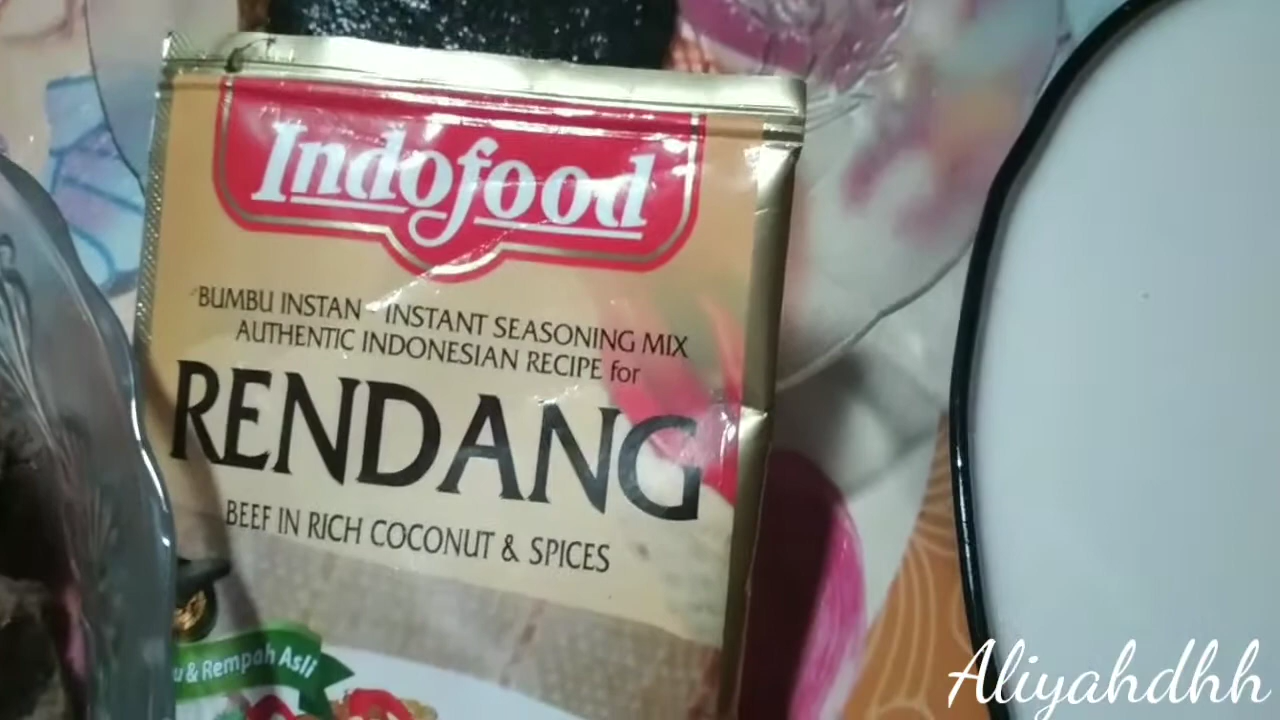 Indofood
BUMBU INSTAN - INSTANT SEASONING MIX
AUTHENTIC INDONESIAN RECIPE for
RENDANG
BEEF IN RICH COCONUT & SPICES
& Rempah Asli
Aliyahdhh